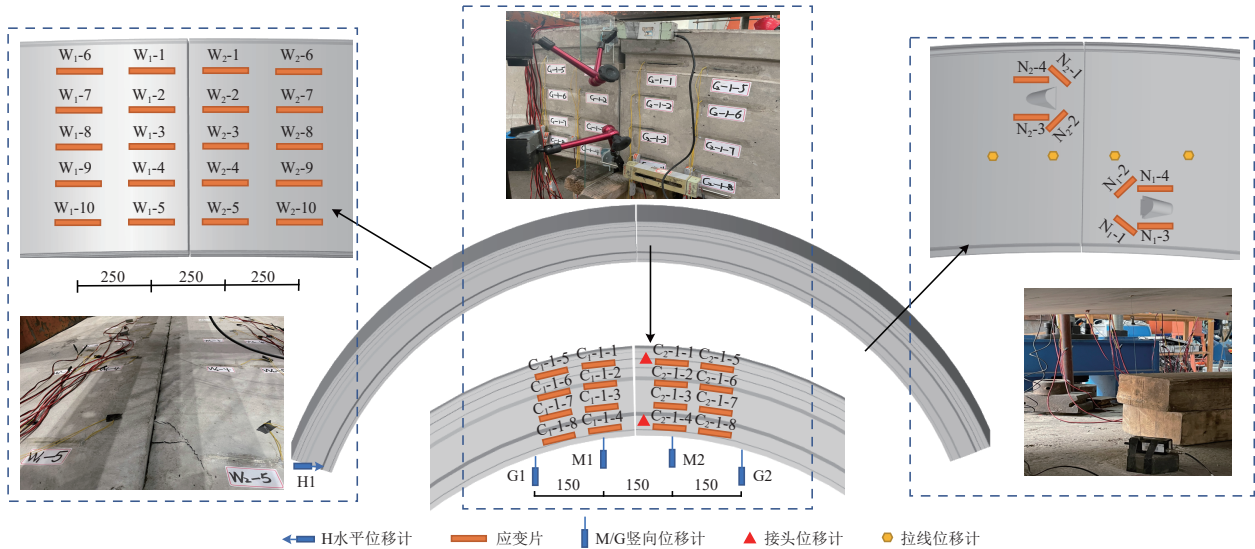 W₁-6 W₁-1 W₂-1 W₂-6
W₁-7 W₁-2 W₂-2 W₂-7
W₁-8 W₁-3 W₂-3 W₂-8
W₁-9 W₁-4 W₂-4 W₂-9
W₁-10 W₁-5 W₂-5 W₂-10
250 250 250
W₂-5
H1
G-1-5
G-1-6
G-1-1 G-1-5
G-1-2 G-1-6
G-1-7
C₁-1-5 C₁-1-1 C₂-1-1 C₂-1-5
C₁-1-6 C₁-1-2 C₂-1-2 C₂-1-6
C₁-1-7 C₁-1-3 C₂-1-3 C₂-1-7
C₁-1-8 C₁-1-4 C₂-1-4 C₂-1-8
G1 M1 M2 G2
150 150 150
N₂-4 N₂-1
N₂-3 N₂-2
N₁-2 N₁-4
N₁-1 N₁-3
H水平位移计 应变片 M/G竖向位移计 接头位移计 拉线位移计